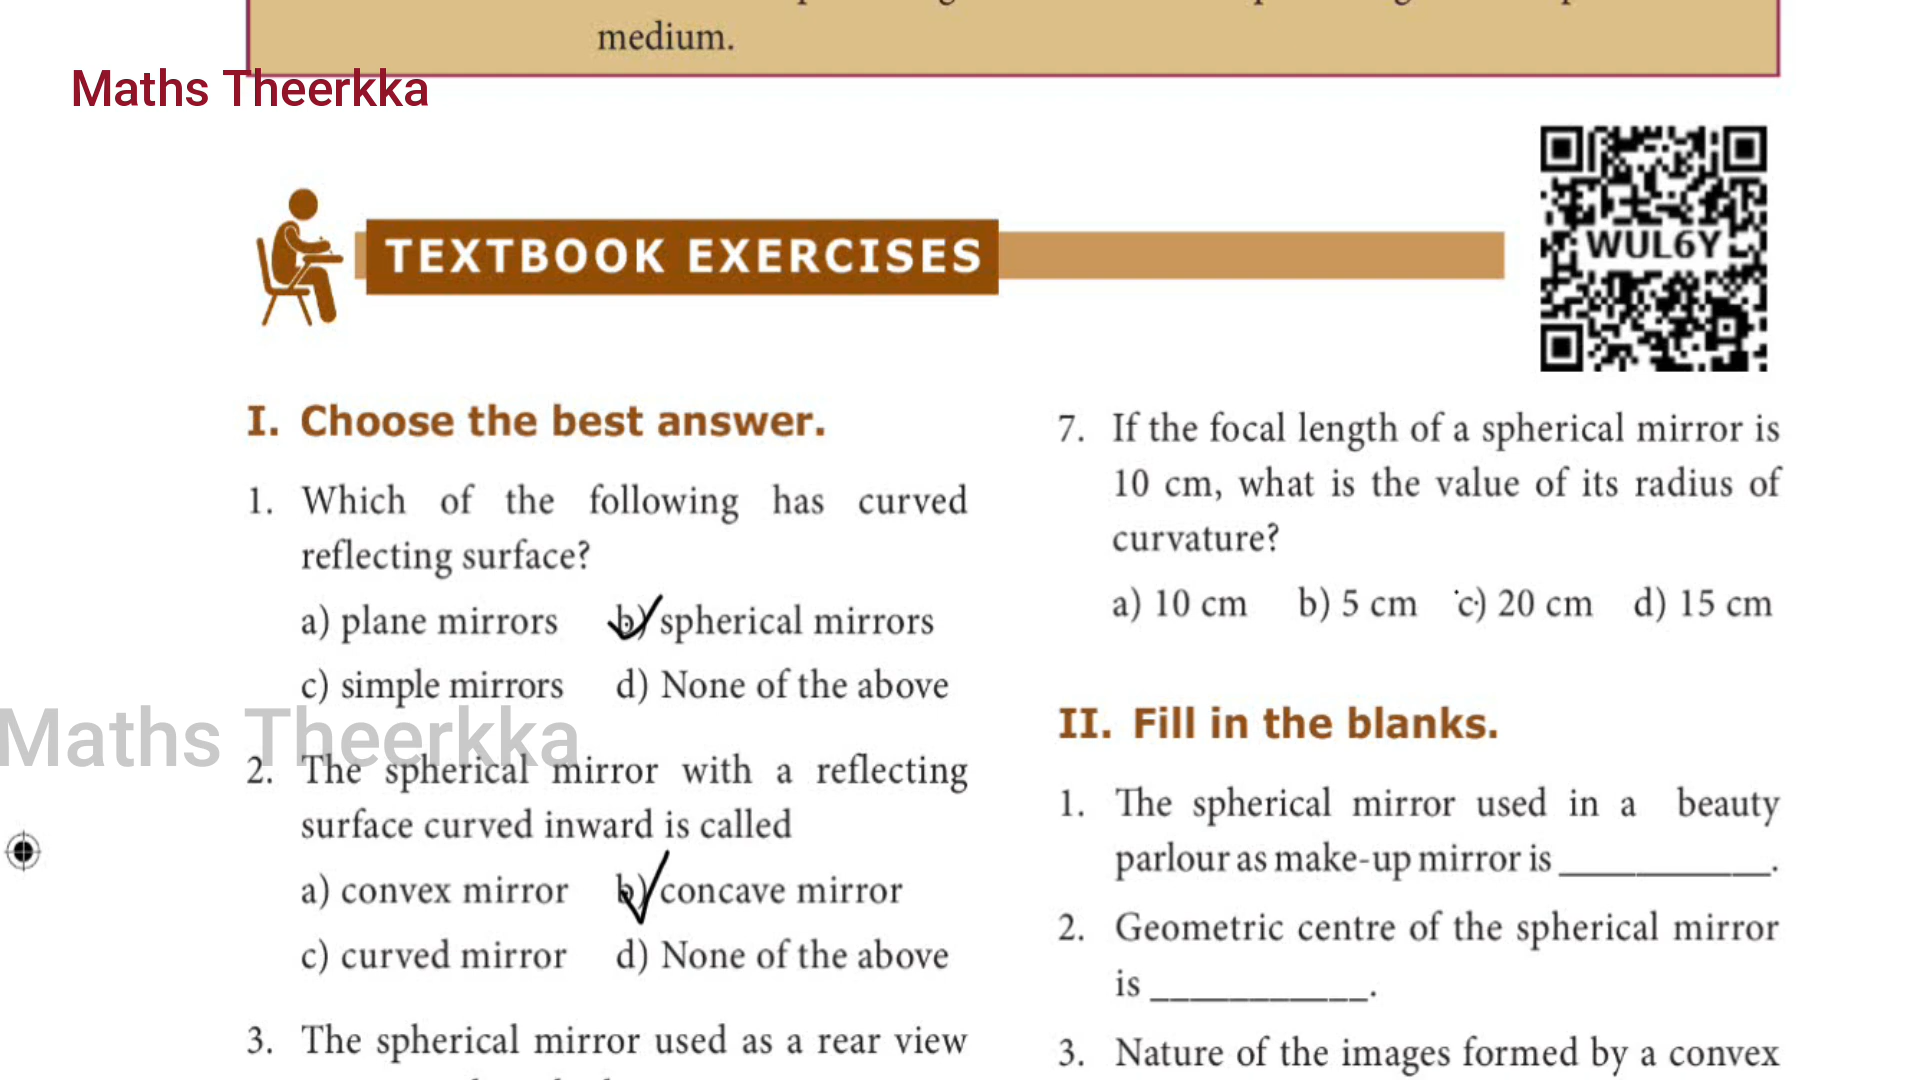 medium.
Maths Theerkka
WUL6Y
TEXTBOOK EXERCISES
I. Choose the best answer.
1. Which of the following has curved
reflecting surface?
a) plane mirrors b) spherical mirrors
c) simple mirrors d) None of the above
Maths Theerkka
2. The spherical mirror with a reflecting
surface curved inward is called
a) convex mirror b) concave mirror
c) curved mirror d) None of the above
3. The spherical mirror used as a rear view
7. If the focal length of a spherical mirror is
10 cm, what is the value of its radius of
curvature?
a) 10 cm b) 5 cm c) 20 cm d) 15 cm
II. Fill in the blanks.
1. The spherical mirror used in a beauty
parlour as make-up mirror is ___________.
2. Geometric centre of the spherical mirror
is ___________.
3. Nature of the images formed by a convex